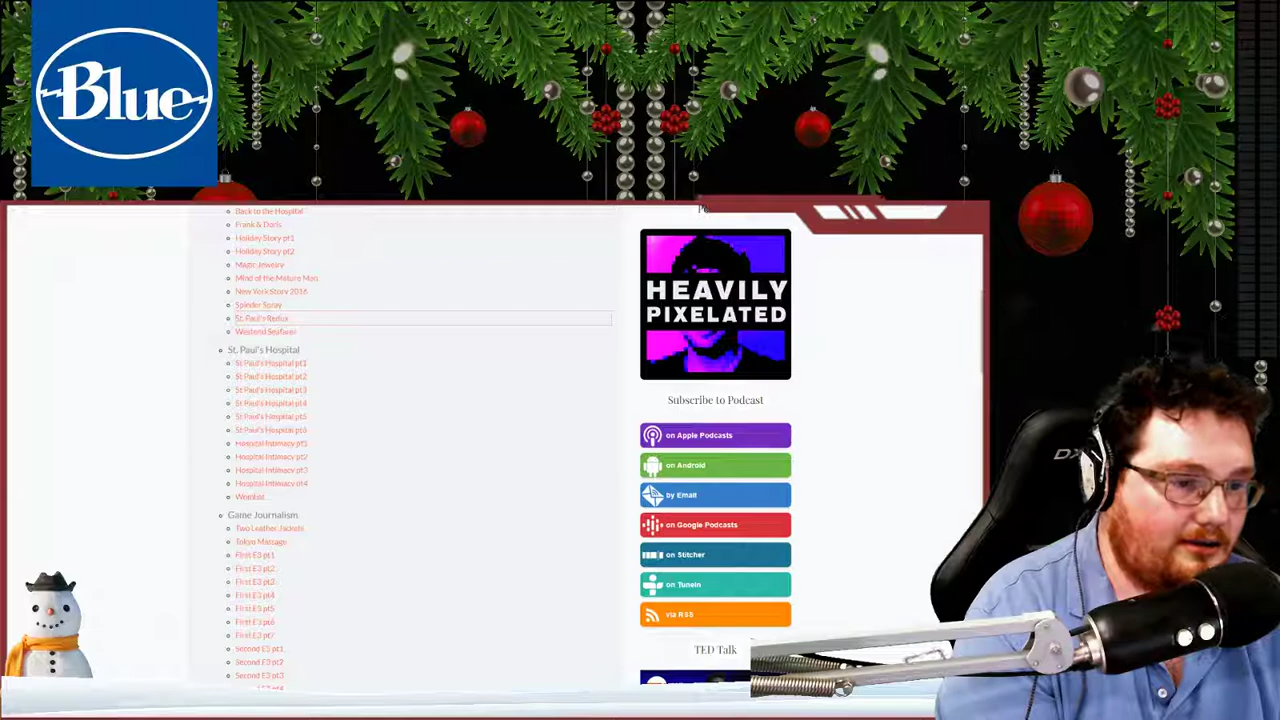 Blue
Back to the Hospital
Frank & Doris
Holiday Story pt1
Holiday Story pt2
Magic Jewelry
Mind of the Mature Man
New York Story 2016
Spinder Spray
St. Paul's Redux
Westend Seafwall
St. Paul's Hospital
St Paul's Hospital pt1
St Paul's Hospital pt2
St Paul's Hospital pt3
St Paul's Hospital pt4
St Paul's Hospital pt5
St Paul's Hospital pt6
Hospital Intimacy pt1
Hospital Intimacy pt2
Hospital Intimacy pt3
Hospital Intimacy pt4
Game Journalism
Two Leather Jackets
Tokyo Massage
First E3 pt1
First E3 pt2
First E3 pt3
First E3 pt4
First E3 pt5
First E3 pt6
First E3 pt7
Second E3 pt1
Second E3 pt2
Second E3 pt3
HEAVILY
PIXELATED
Subscribe to Podcast
on Apple Podcasts
on Android
by Email
on Google Podcasts
on Stitcher
on TuneIn
via RSS
TED Talk
DX